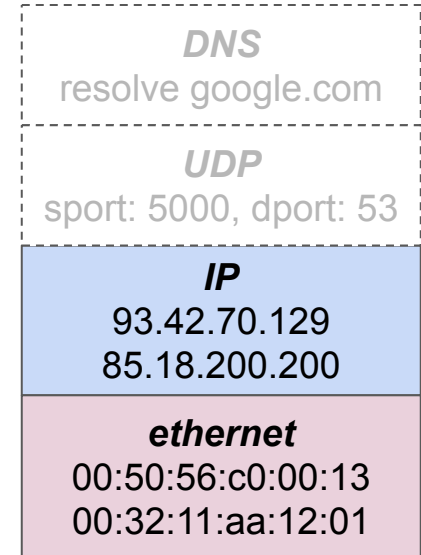 DNS
resolve google.com
UDP
sport: 5000, dport: 53
IP
93.42.70.129
85.18.200.200
ethernet
00:50:56:c0:00:13
00:32:11:aa:12:01